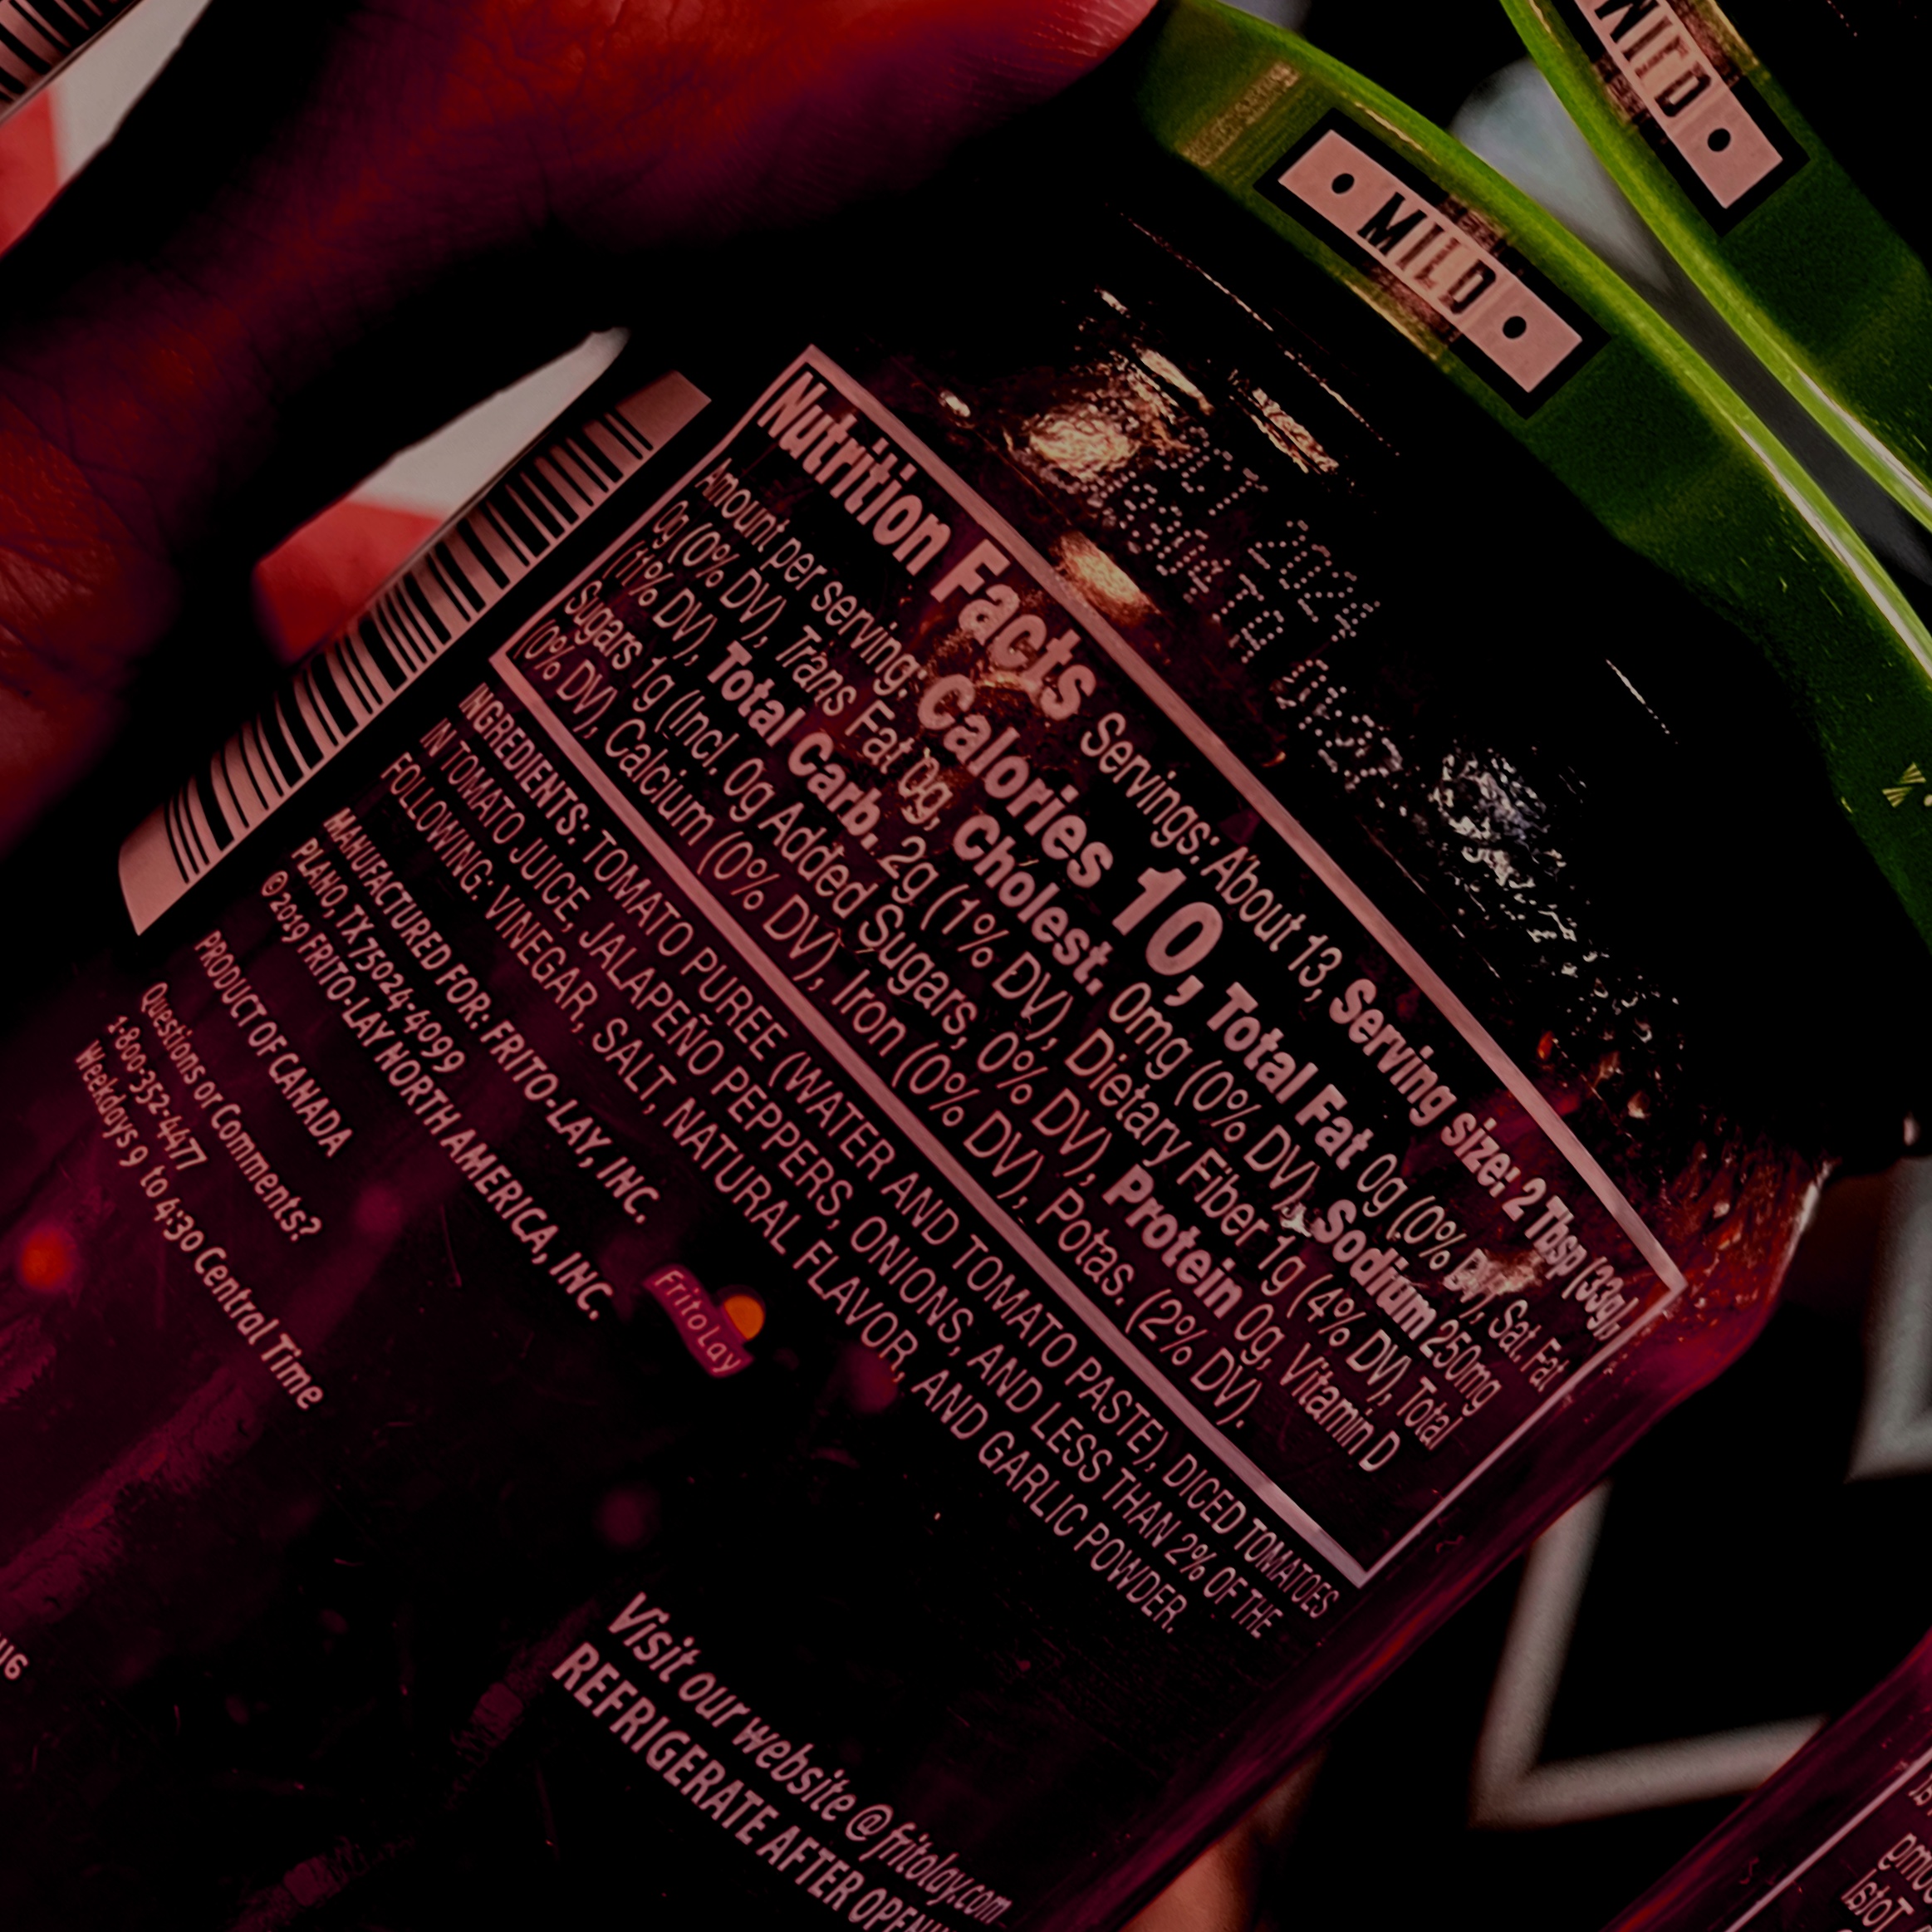 MILD
MILD
OCT 2024
Nutrition Facts Servings: About 13, Serving size: 2 Tbsp (33g),
Amount per serving: Calories 10, Total Fat 0g (0% DV), Sat. Fat
0g (0% DV), Trans Fat 0g, Cholest. 0mg (0% DV), Sodium 250mg
(11% DV), Total Carb. 2g (1% DV), Dietary Fiber 1g (4% DV), Total
Sugars 1g (Incl. 0g Added Sugars, 0% DV), Protein 0g, Vitamin D
(0% DV), Calcium (0% DV), Iron (0% DV), Potas. (2% DV).
INGREDIENTS: TOMATO PUREE (WATER AND TOMATO PASTE), DICED TOMATOES
IN TOMATO JUICE, JALAPEÑO PEPPERS, ONIONS, AND LESS THAN 2% OF THE
FOLLOWING: VINEGAR, SALT, NATURAL FLAVOR, AND GARLIC POWDER.
MANUFACTURED FOR: FRITO-LAY, INC.
PLANO, TX 75024-4099
©2019 FRITO-LAY NORTH AMERICA, INC.
FritoLay
PRODUCT OF CANADA
Questions or Comments?
1-800-352-4477
Weekdays 9 to 4:30 Central Time
Visit our website @ fritolay.com
REFRIGERATE AFTER
Total